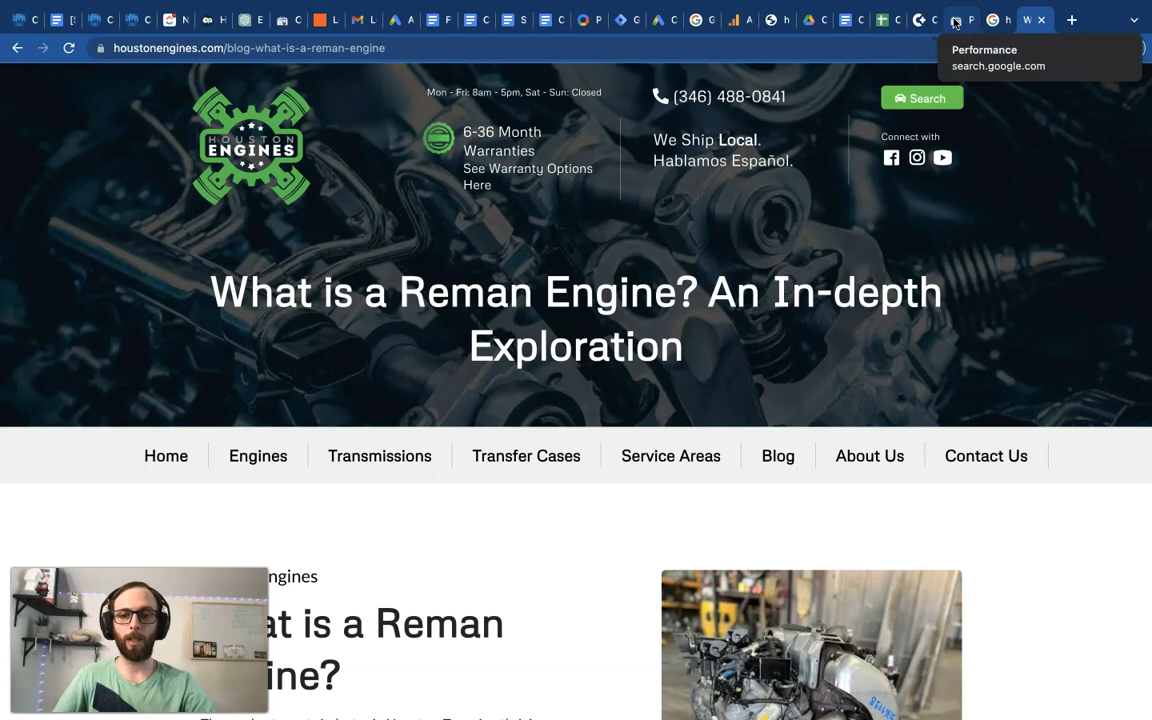 houstonengines.com/blog-what-is-a-reman-engine
Performance
search.google.com
Mon - Fri: 8am - 5pm, Sat - Sun: Closed
(346) 488-0841
Search
HOUSTON
ENGINES
6-36 Month
Warranties
See Warranty Options
Here
We Ship Local.
Hablamos Español.
Connect with
What is a Reman Engine? An In-depth
Exploration
Home
Engines
Transmissions
Transfer Cases
Service Areas
Blog
About Us
Contact Us
ngines
at is a Reman
ine?